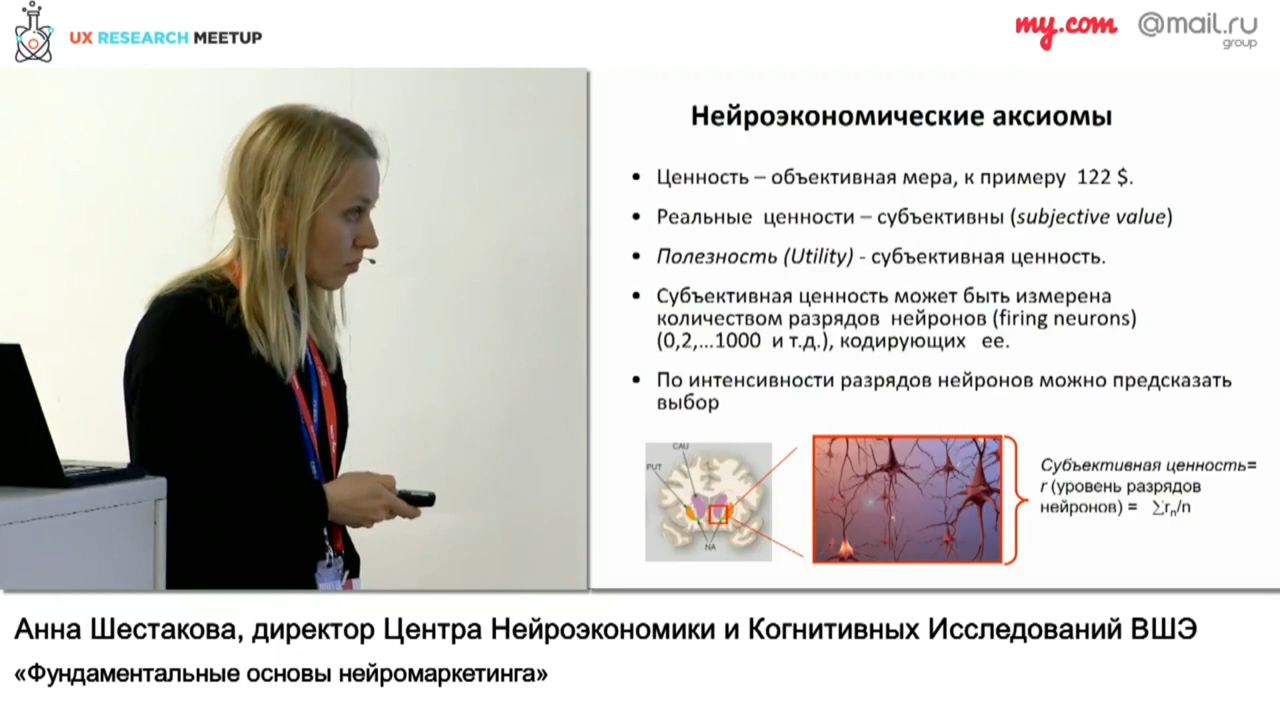 UX RESEARCH MEETUP
my.com @mail.ru
group
Нейроэкономические аксиомы
• Ценность – объективная мера, к примеру 122 $.
• Реальные ценности – субъективны (subjective value)
• Полезность (Utility) - субъективная ценность.
• Субъективная ценность может быть измерена
количеством разрядов нейронов (firing neurons)
(0,2,...1000 и т.д.), кодирующих ее.
• По интенсивности разрядов нейронов можно предсказать
выбор
CAU
PUT
NA
Субъективная ценность=
r (уровень разрядов
нейронов) = ∑rn/n
Анна Шестакова, директор Центра Нейроэкономики и Когнитивных Исследований ВШЭ
«Фундаментальные основы нейромаркетинга»